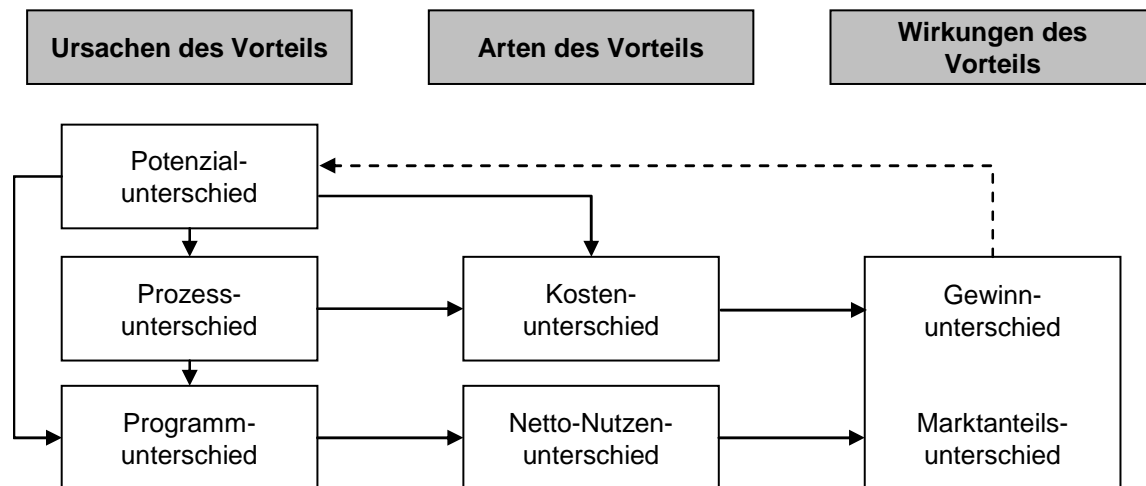 Ursachen des Vorteils
Arten des Vorteils
Wirkungen des
Vorteils
Potenzial-
unterschied
Prozess-
unterschied
Kosten-
unterschied
Gewinn-
unterschied
Programm-
unterschied
Netto-Nutzen-
unterschied
Marktanteils-
unterschied